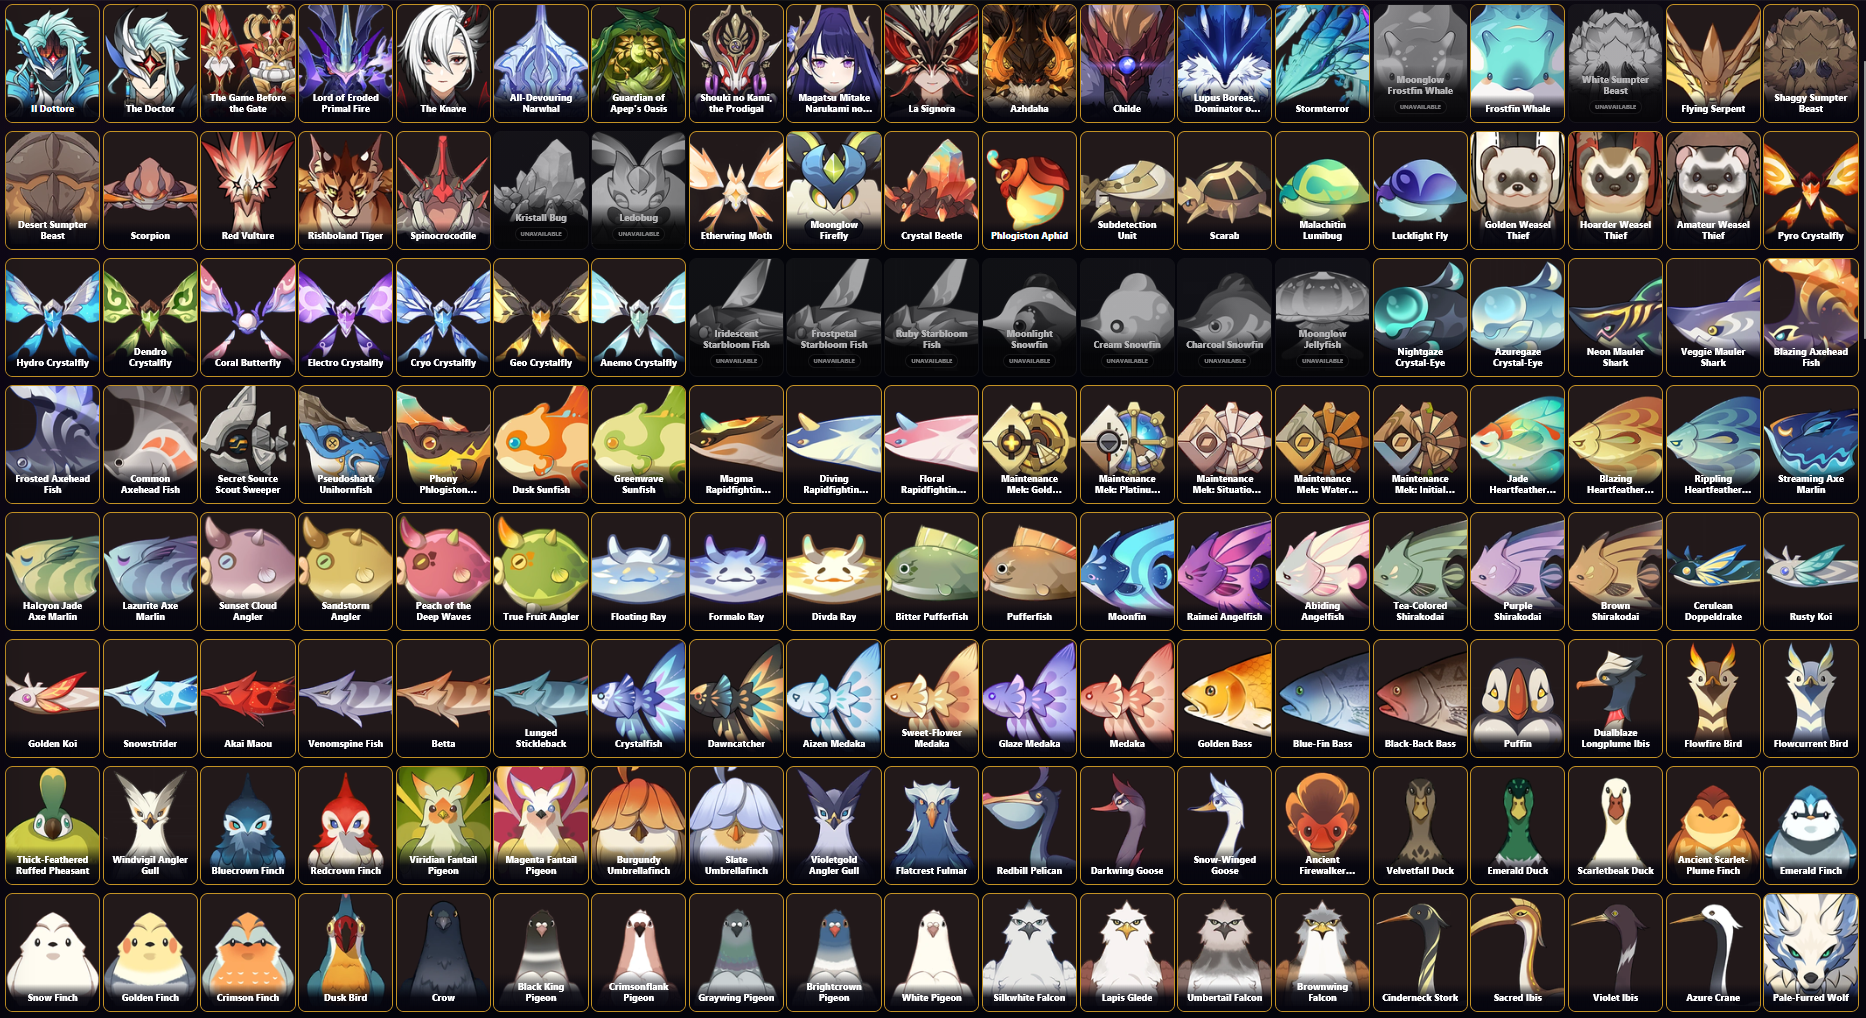 Il Dottore
The Doctor
The Game Before
the Gate
Lord of Eroded
Primal Fire
The Knave
All-Devouring
Narwhal
Guardian of
Apep's Oasis
Shouki no Kami,
the Prodigal
Magatsu Mitake
Narukami no...
La Signora
Azhdaha
Childe
Lupus Boreas,
Dominator o...
Stormterror
Moonglow
Frostfin Whale
UNAVAILABLE
Frostfin Whale
White Sumpter
Beast
UNAVAILABLE
Flying Serpent
Shaggy Sumpter
Beast
Desert Sumpter
Beast
Scorpion
Red Vulture
Rishboland Tiger
Spinocrocodile
Kristall Bug
UNAVAILABLE
Ledobug
UNAVAILABLE
Etherwing Moth
Moonglow
Firefly
Crystal Beetle
Phlogiston Aphid
Subdetection
Unit
Scarab
Malachitin
Lumibug
Lucklight Fly
Golden Weasel
Thief
Hoarder Weasel
Thief
Amateur Weasel
Thief
Pyro Crystalfly
Hydro Crystalfly
Dendro
Crystalfly
Coral Butterfly
Electro Crystalfly
Cryo Crystalfly
Geo Crystalfly
Anemo Crystalfly
Iridescent
Starbloom Fish
UNAVAILABLE
Frostpetal
Starbloom Fish
UNAVAILABLE
Ruby Starbloom
Fish
UNAVAILABLE
Moonlight
Snowfin
UNAVAILABLE
Cream Snowfin
UNAVAILABLE
Charcoal Snowfin
UNAVAILABLE
Moonglow
Jellyfish
UNAVAILABLE
Nightgaze
Crystal-Eye
Azuregaze
Crystal-Eye
Neon Mauler
Shark
Veggie Mauler
Shark
Blazing Axehead
Fish
Frosted Axehead
Fish
Common
Axehead Fish
Secret Source
Scout Sweeper
Pseudoshark
Unihornfish
Phony
Phlogiston...
Dusk Sunfish
Greenwave
Sunfish
Magma
Rapidfightin...
Diving
Rapidfightin...
Floral
Rapidfightin...
Maintenance
Mek: Gold...
Maintenance
Mek: Platinu...
Maintenance
Mek: Situatio...
Maintenance
Mek: Water...
Maintenance
Mek: Initial...
Jade
Heartfeather...
Blazing
Heartfeather...
Rippling
Heartfeather...
Streaming Axe
Marlin
Halcyon Jade
Axe Marlin
Lazurite Axe
Marlin
Sunset Cloud
Angler
Sandstorm
Angler
Peach of the
Deep Waves
True Fruit Angler
Floating Ray
Formalo Ray
Divda Ray
Bitter Pufferfish
Pufferfish
Moonfin
Raimei Angelfish
Abiding
Angelfish
Tea-Colored
Shirakodai
Purple
Shirakodai
Brown
Shirakodai
Cerulean
Doppeldrake
Rusty Koi
Golden Koi
Snowstrider
Akai Maou
Venomspine Fish
Betta
Lunged
Stickleback
Crystalfish
Dawncatcher
Aizen Medaka
Sweet-Flower
Medaka
Glaze Medaka
Medaka
Golden Bass
Blue-Fin Bass
Black-Back Bass
Puffin
Dualblaze
Longplume Ibis
Flowfire Bird
Flowcurrent Bird
Thick-Feathered
Ruffed Pheasant
Windvigil Angler
Gull
Bluecrown Finch
Redcrown Finch
Viridian Fantail
Pigeon
Magenta Fantail
Pigeon
Burgundy
Umbrellafinch
Slate
Umbrellafinch
Violetgold
Angler Gull
Flatcrest Fulmar
Redbill Pelican
Darkwing Goose
Snow-Winged
Goose
Ancient
Firewalker...
Velvetfall Duck
Emerald Duck
Scarletbeak Duck
Ancient Scarlet-
Plume Finch
Emerald Finch
Snow Finch
Golden Finch
Crimson Finch
Dusk Bird
Crow
Black King
Pigeon
Crimsonflank
Pigeon
Graywing Pigeon
Brightcrown
Pigeon
White Pigeon
Silkwhite Falcon
Lapis Glede
Umbertail Falcon
Brownwing
Falcon
Cinderneck Stork
Sacred Ibis
Violet Ibis
Azure Crane
Pale-Furred Wolf